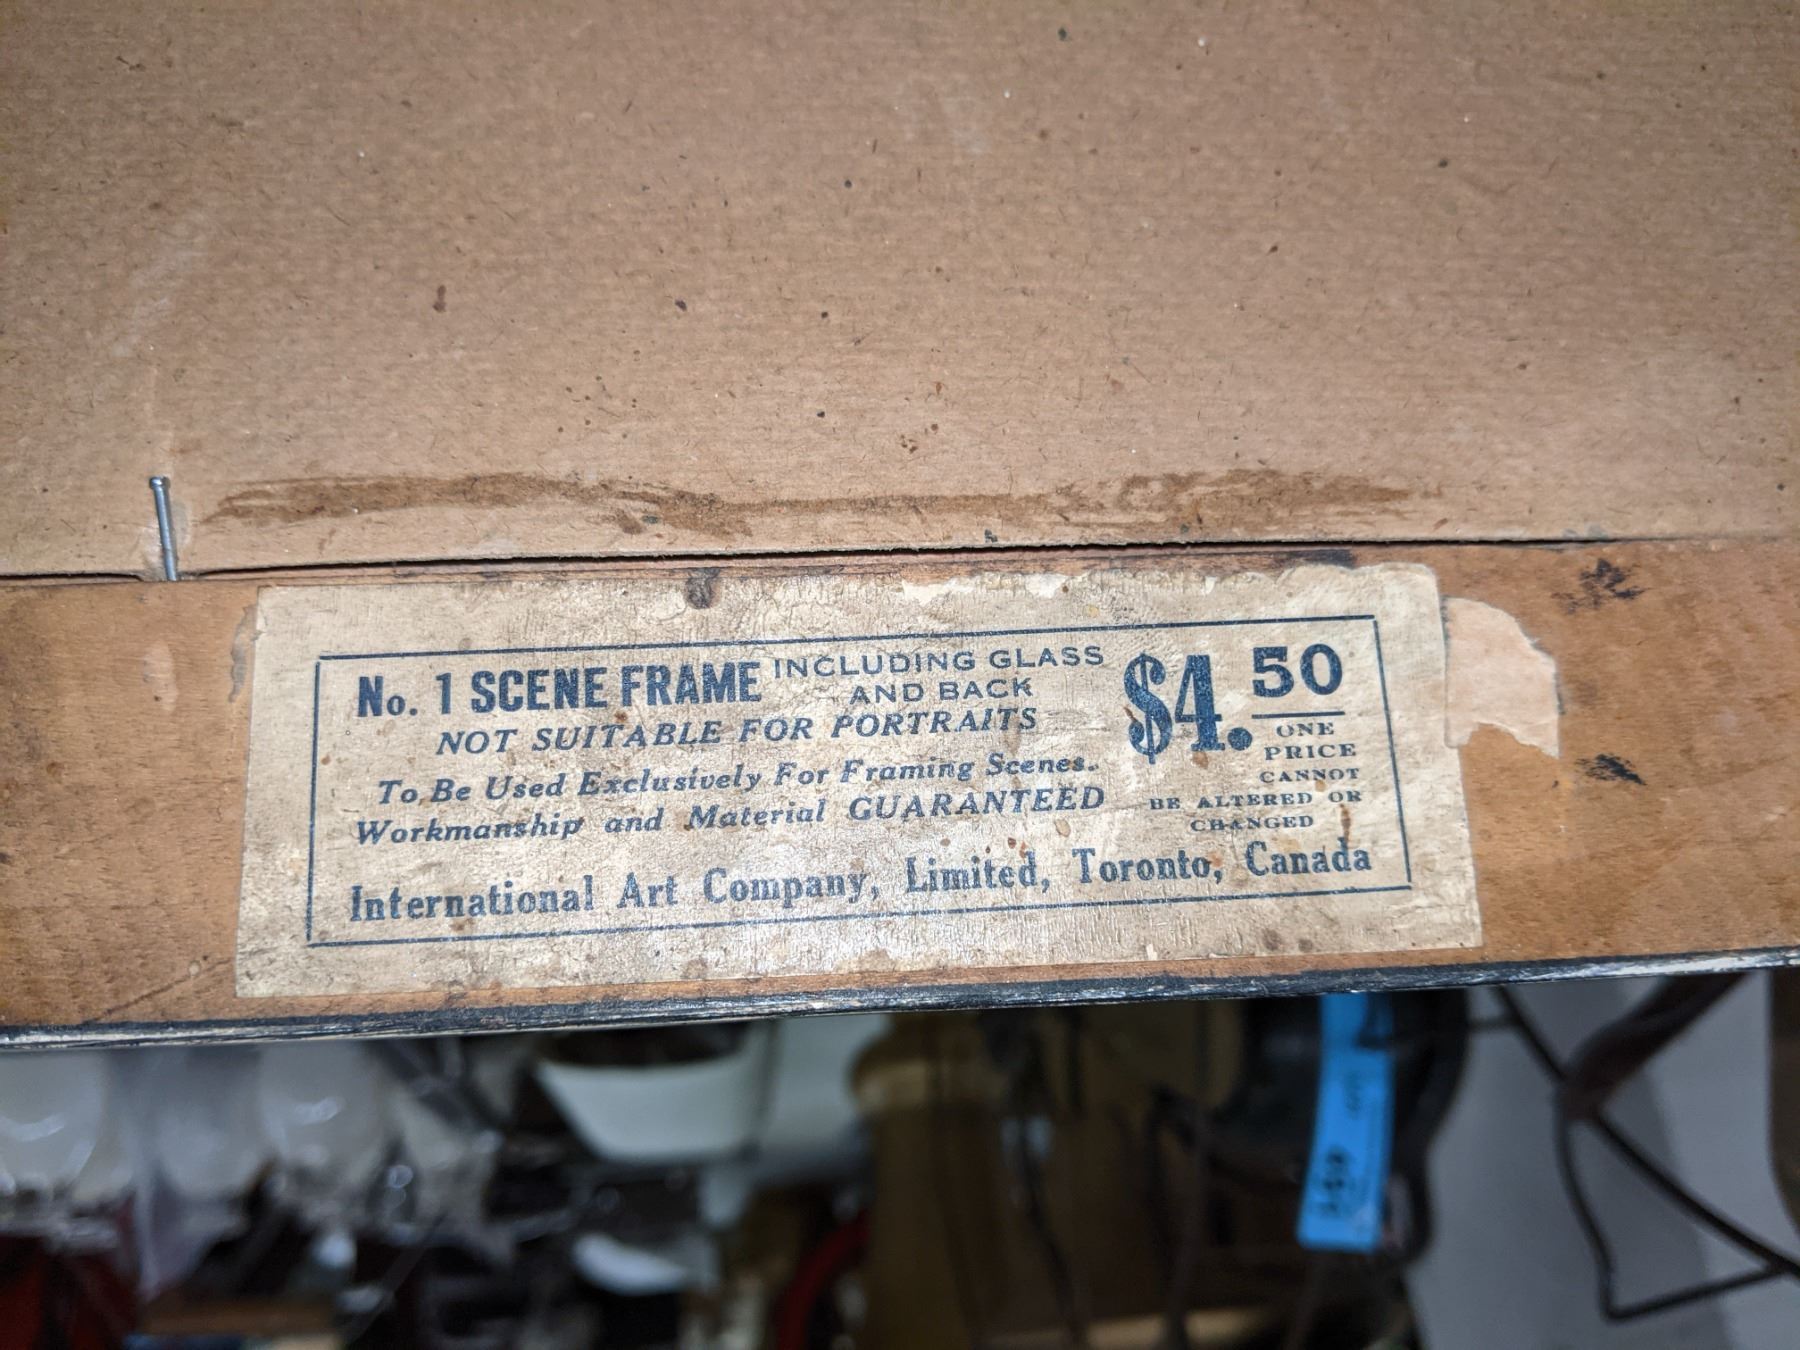 No. 1 SCENE FRAME INCLUDING GLASS AND BACK
NOT SUITABLE FOR PORTRAITS
To Be Used Exclusively For Framing Scenes.
Workmanship and Material GUARANTEED
$4.50
ONE
PRICE
CANNOT
BE ALTERED OR
CHANGED
International Art Company, Limited, Toronto, Canada